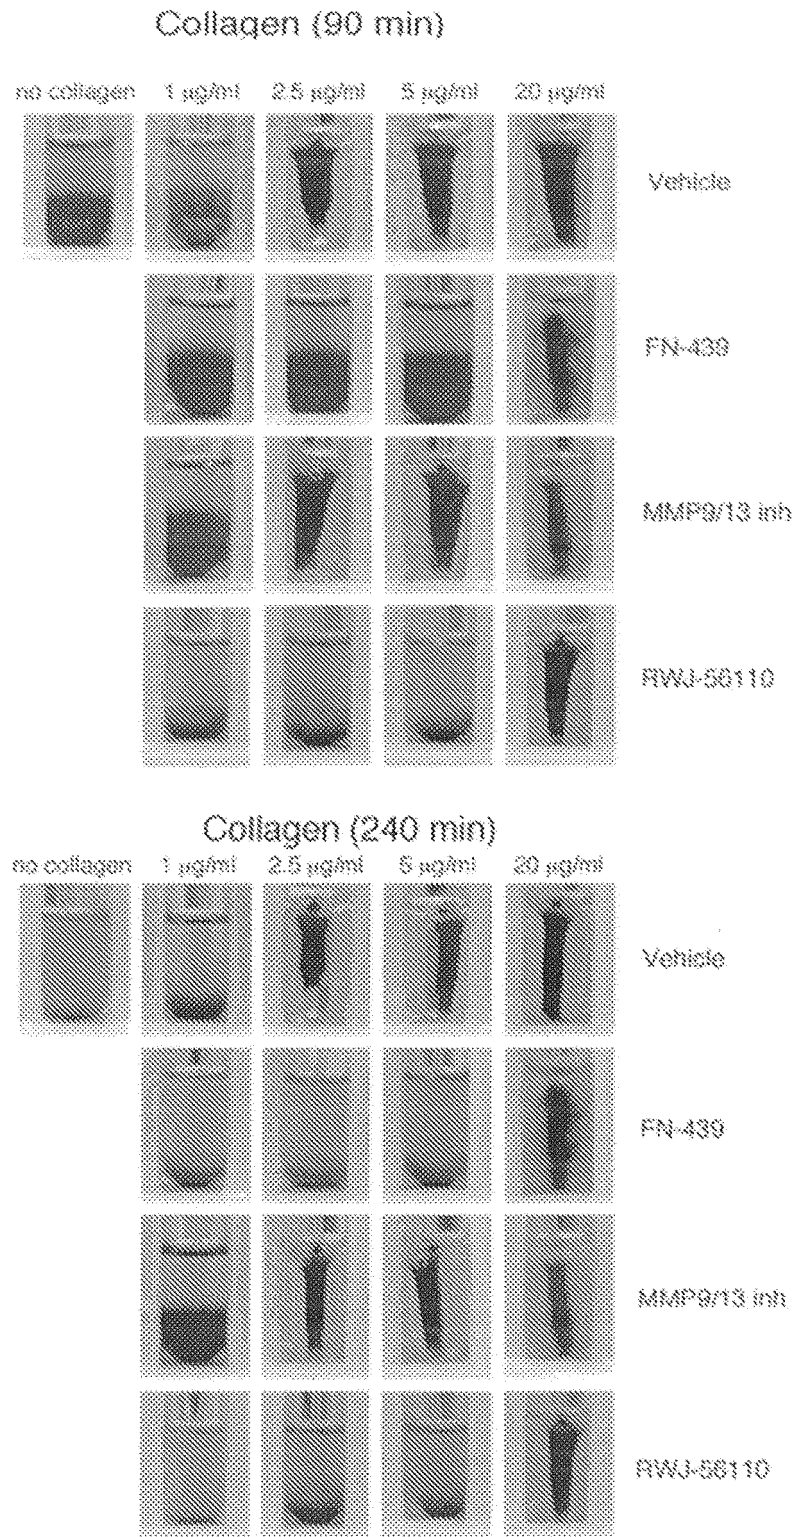 Collagen (90 min)
no collagen 1 µg/ml 2.5 µg/ml 5 µg/ml 20 µg/ml
Vehicle
FN-439
MMP9/13 inh
RWJ-56110
Collagen (240 min)
no collagen 1 µg/ml 2.5 µg/ml 5 µg/ml 20 µg/ml
Vehicle
FN-439
MMP9/13 inh
RWJ-56110